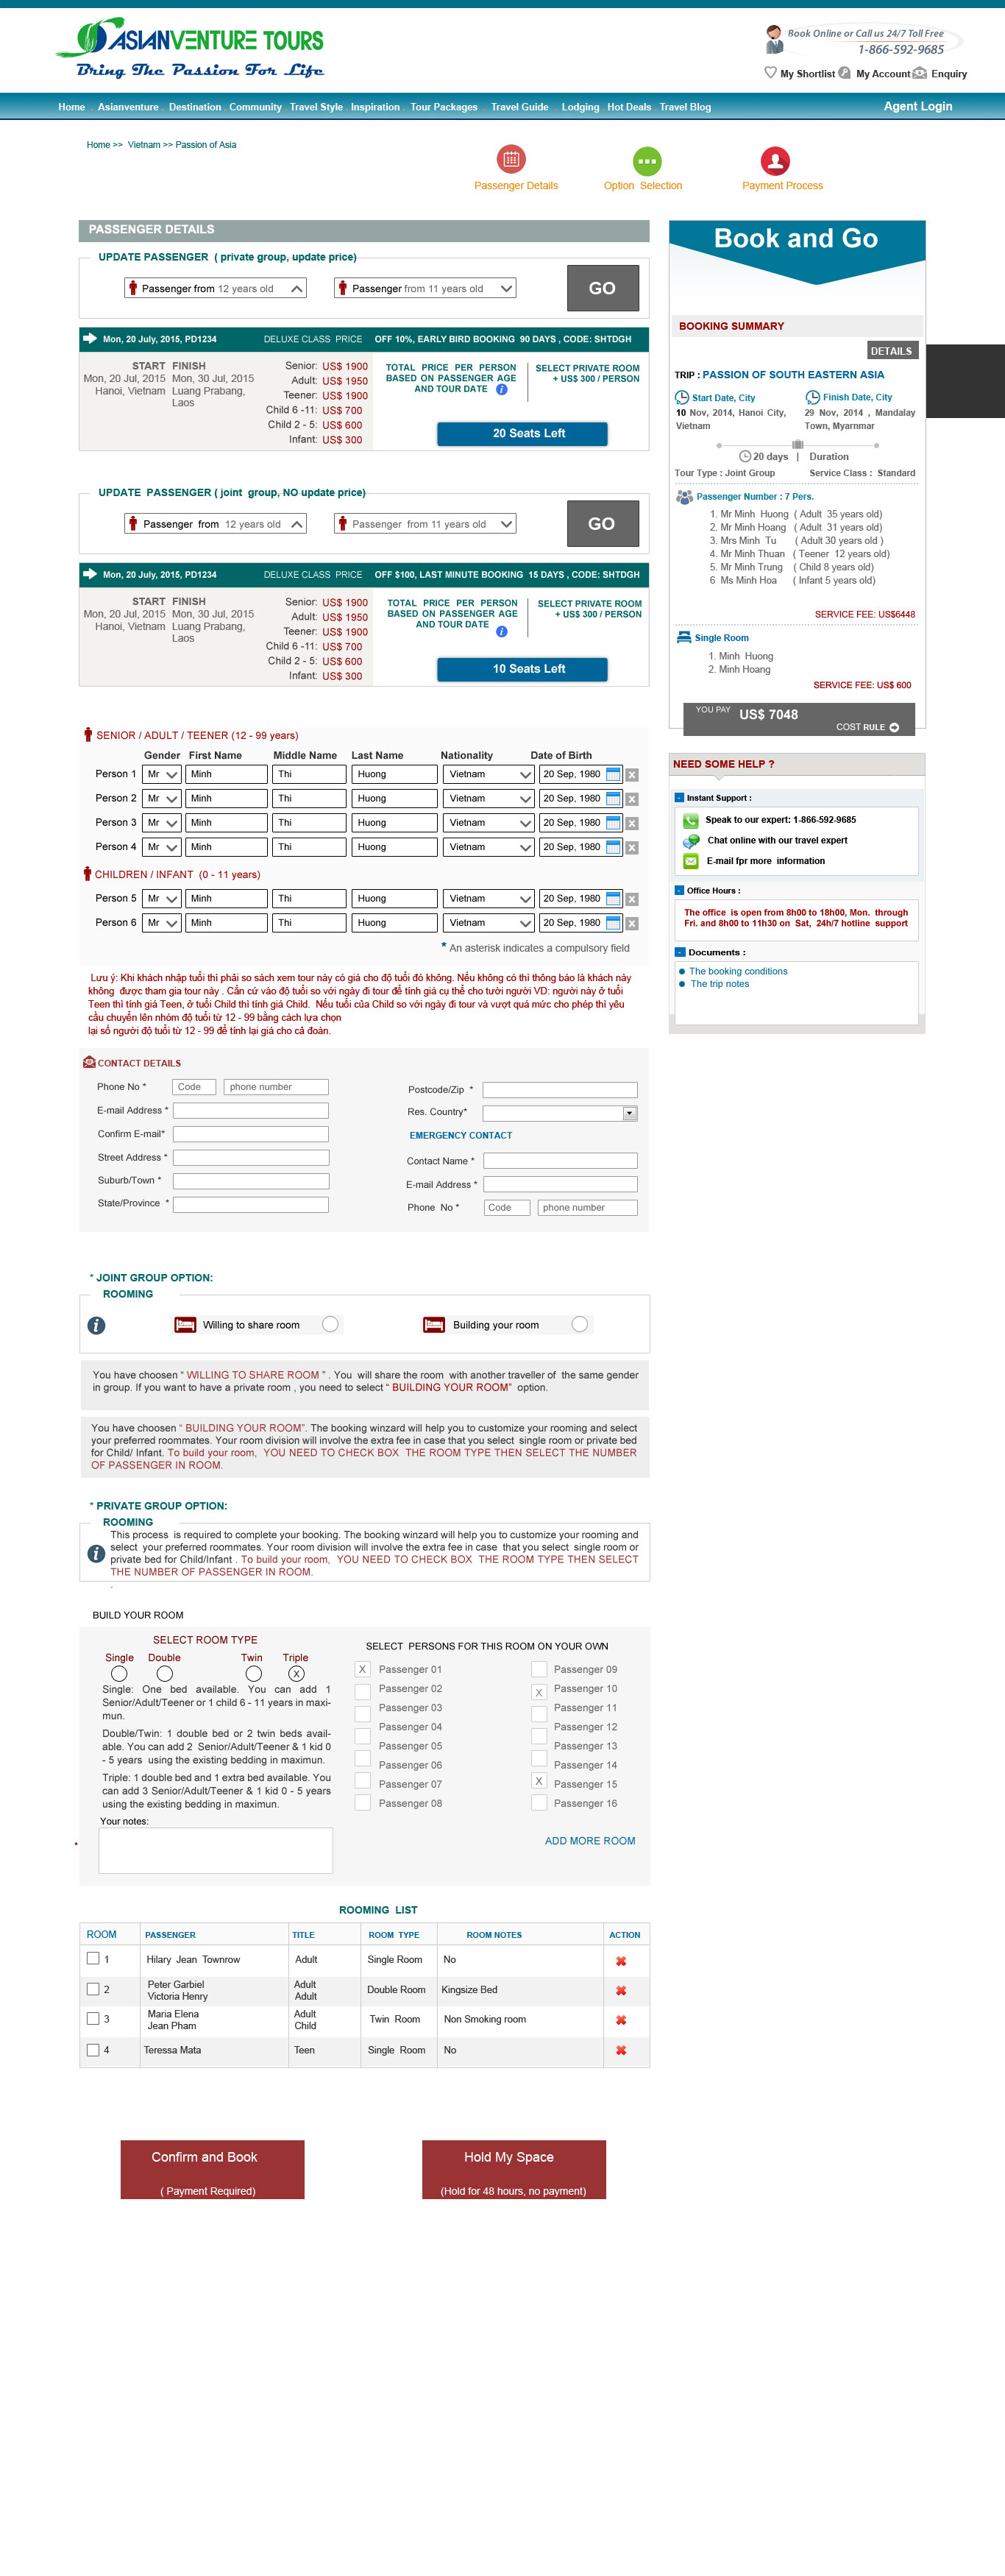 ASIANVENTURE TOURS
Bring The Passion For Life
Book Online or Call us 24/7 Toll Free
1-866-592-9685
My Shortlist My Account Enquiry
Home Asianventure Destination Community Travel Style Inspiration Tour Packages Travel Guide Lodging Hot Deals Travel Blog Agent Login
Home >> Vietnam >> Passion of Asia
Passenger Details Option Selection Payment Process
PASSENGER DETAILS
UPDATE PASSENGER ( private group, update price)
Passenger from 12 years old Passenger from 11 years old GO
Mon, 20 July, 2015, PD1234 DELUXE CLASS PRICE OFF 10%, EARLY BIRD BOOKING 90 DAYS , CODE: SHTDGH
START FINISH
Mon, 20 Jul, 2015 Mon, 30 Jul, 2015
Hanoi, Vietnam Luang Prabang,
Laos
Senior: US$ 1900
Adult: US$ 1950
Teener: US$ 1900
Child 6 -11: US$ 700
Child 2 - 5: US$ 600
Infant: US$ 300
TOTAL PRICE PER PERSON
BASED ON PASSENGER AGE
AND TOUR DATE
SELECT PRIVATE ROOM
+ US$ 300 / PERSON
20 Seats Left
UPDATE PASSENGER ( joint group, NO update price)
Passenger from 12 years old Passenger from 11 years old GO
Mon, 20 July, 2015, PD1234 DELUXE CLASS PRICE OFF $100, LAST MINUTE BOOKING 15 DAYS , CODE: SHTDGH
START FINISH
Mon, 20 Jul, 2015 Mon, 30 Jul, 2015
Hanoi, Vietnam Luang Prabang,
Laos
Senior: US$ 1900
Adult: US$ 1950
Teener: US$ 1900
Child 6 -11: US$ 700
Child 2 - 5: US$ 600
Infant: US$ 300
TOTAL PRICE PER PERSON
BASED ON PASSENGER AGE
AND TOUR DATE
SELECT PRIVATE ROOM
+ US$ 300 / PERSON
10 Seats Left
SENIOR / ADULT / TEENER (12 - 99 years)
Gender First Name Middle Name Last Name Nationality Date of Birth
Person 1 Mr Minh Thi Huong Vietnam 20 Sep, 1980 X
Person 2 Mr Minh Thi Huong Vietnam 20 Sep, 1980 X
Person 3 Mr Minh Thi Huong Vietnam 20 Sep, 1980 X
Person 4 Mr Minh Thi Huong Vietnam 20 Sep, 1980 X
CHILDREN / INFANT (0 - 11 years)
Person 5 Mr Minh Thi Huong Vietnam 20 Sep, 1980 X
Person 6 Mr Minh Thi Huong Vietnam 20 Sep, 1980 X
* An asterisk indicates a compulsory field
Lưu ý: Khi khách nhập tuổi thì phải so sách xem tour này có giá cho độ tuổi đó không. Nếu không có thì thông báo là khách này
không được tham gia tour này . Căn cứ vào độ tuổi so với ngày đi tour để tính giá cụ thể cho tười người VD: người này ở tuổi
Teen thì tính giá Teen, ở tuổi Child thì tính giá Child. Nếu tuổi của Child so với ngày đi tour và vượt quá mức cho phép thì yêu
cầu chuyển lên nhóm độ tuổi từ 12 - 99 bằng cách lựa chọn
lại số người độ tuổi từ 12 - 99 để tính lại giá cho cả đoàn.
CONTACT DETAILS
Phone No * Code phone number
E-mail Address *
Confirm E-mail*
Street Address *
Suburb/Town *
State/Province *
Postcode/Zip *
Res. Country*
EMERGENCY CONTACT
Contact Name *
E-mail Address *
Phone No * Code phone number
* JOINT GROUP OPTION:
ROOMING
Willing to share room Building your room
You have choosen “ WILLING TO SHARE ROOM ” . You will share the room with another traveller of the same gender
in group. If you want to have a private room , you need to select “ BUILDING YOUR ROOM” option.
You have choosen “ BUILDING YOUR ROOM”. The booking winzard will help you to customize your rooming and select
your preferred roommates. Your room division will involve the extra fee in case that you select single room or private bed
for Child/ Infant. To build your room, YOU NEED TO CHECK BOX THE ROOM TYPE THEN SELECT THE NUMBER
OF PASSENGER IN ROOM.
* PRIVATE GROUP OPTION:
ROOMING
This process is required to complete your booking. The booking winzard will help you to customize your rooming and
select your preferred roommates. Your room division will involve the extra fee in case that you select single room or
private bed for Child/Infant . To build your room, YOU NEED TO CHECK BOX THE ROOM TYPE THEN SELECT
THE NUMBER OF PASSENGER IN ROOM.
BUILD YOUR ROOM
SELECT ROOM TYPE
Single Double Twin Triple
X
Single: One bed available. You can add 1
Senior/Adult/Teener or 1 child 6 - 11 years in maxi-
mun.
Double/Twin: 1 double bed or 2 twin beds avail-
able. You can add 2 Senior/Adult/Teener & 1 kid 0
- 5 years using the existing bedding in maximun.
Triple: 1 double bed and 1 extra bed available. You
can add 3 Senior/Adult/Teener & 1 kid 0 - 5 years
using the existing bedding in maximun.
Your notes:
*
SELECT PERSONS FOR THIS ROOM ON YOUR OWN
X Passenger 01 Passenger 09
Passenger 02 X Passenger 10
Passenger 03 Passenger 11
Passenger 04 Passenger 12
Passenger 05 Passenger 13
Passenger 06 Passenger 14
Passenger 07 X Passenger 15
Passenger 08 Passenger 16
ADD MORE ROOM
ROOMING LIST
ROOM PASSENGER TITLE ROOM TYPE ROOM NOTES ACTION
1 Hilary Jean Townrow Adult Single Room No
2 Peter Garbiel Adult Double Room Kingsize Bed
Victoria Henry Adult
3 Maria Elena Adult Twin Room Non Smoking room
Jean Pham Child
4 Teressa Mata Teen Single Room No
Confirm and Book
( Payment Required)
Hold My Space
(Hold for 48 hours, no payment)
Book and Go
BOOKING SUMMARY
DETAILS
TRIP : PASSION OF SOUTH EASTERN ASIA
Start Date, City Finish Date, City
10 Nov, 2014, Hanoi City, 29 Nov, 2014 , Mandalay
Vietnam Town, Myarnmar
20 days | Duration
Tour Type : Joint Group Service Class : Standard
Passenger Number : 7 Pers.
1. Mr Minh Huong ( Adult 35 years old)
2. Mr Minh Hoang ( Adult 31 years old)
3. Mrs Minh Tu ( Adult 30 years old )
4. Mr Minh Thuan ( Teener 12 years old)
5. Mr Minh Trung ( Child 8 years old)
6 Ms Minh Hoa ( Infant 5 years old)
SERVICE FEE: US$6448
Single Room
1. Minh Huong
2. Minh Hoang
SERVICE FEE: US$ 600
YOU PAY US$ 7048
COST RULE
NEED SOME HELP ?
- Instant Support :
Speak to our expert: 1-866-592-9685
Chat online with our travel expert
E-mail fpr more information
- Office Hours :
The office is open from 8h00 to 18h00, Mon. through
Fri. and 8h00 to 11h30 on Sat, 24h/7 hotline support
- Documents :
The booking conditions
The trip notes